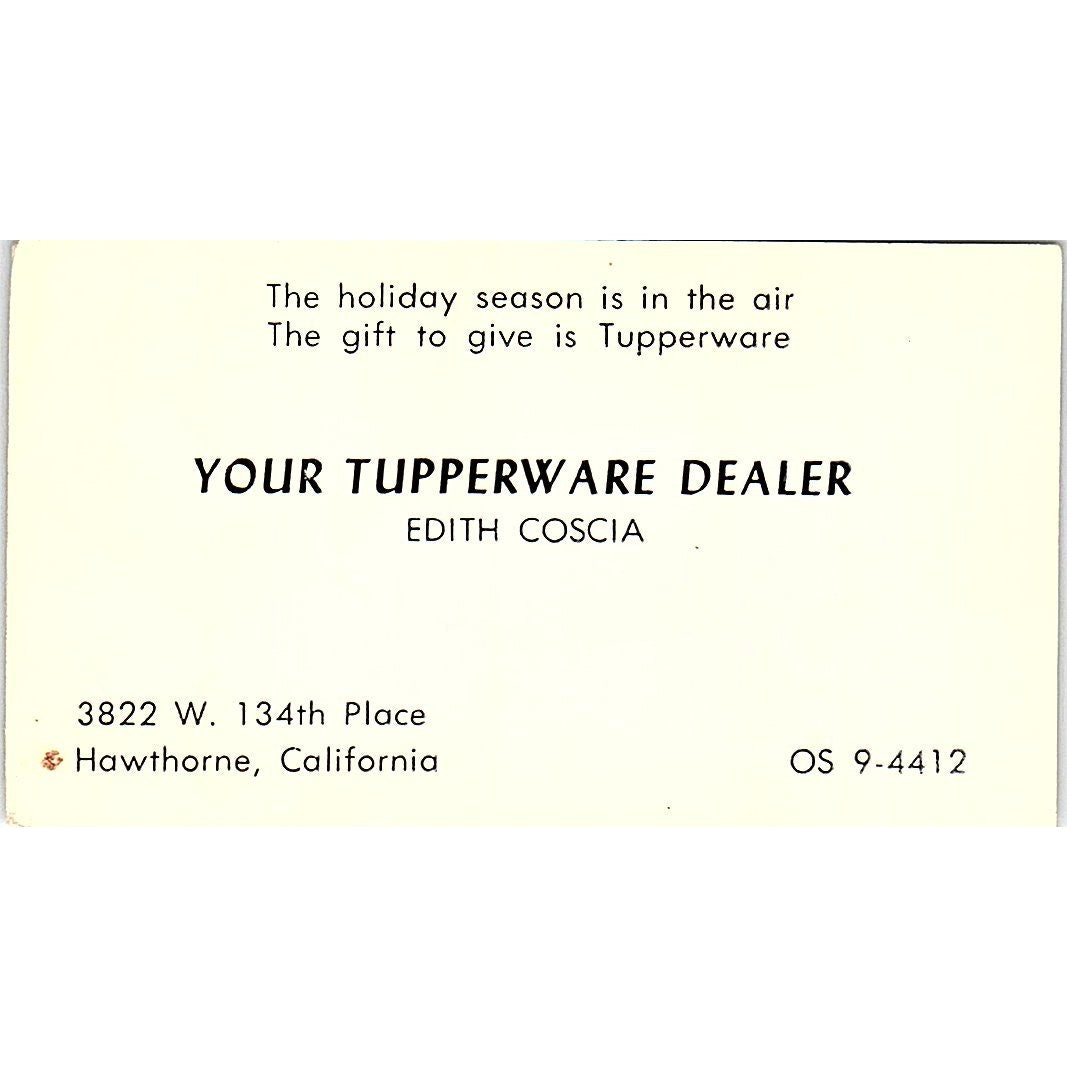 The holiday season is in the air
The gift to give is Tupperware
YOUR TUPPERWARE DEALER
EDITH COSCIA
3822 W. 134th Place
Hawthorne, California
OS 9-4412